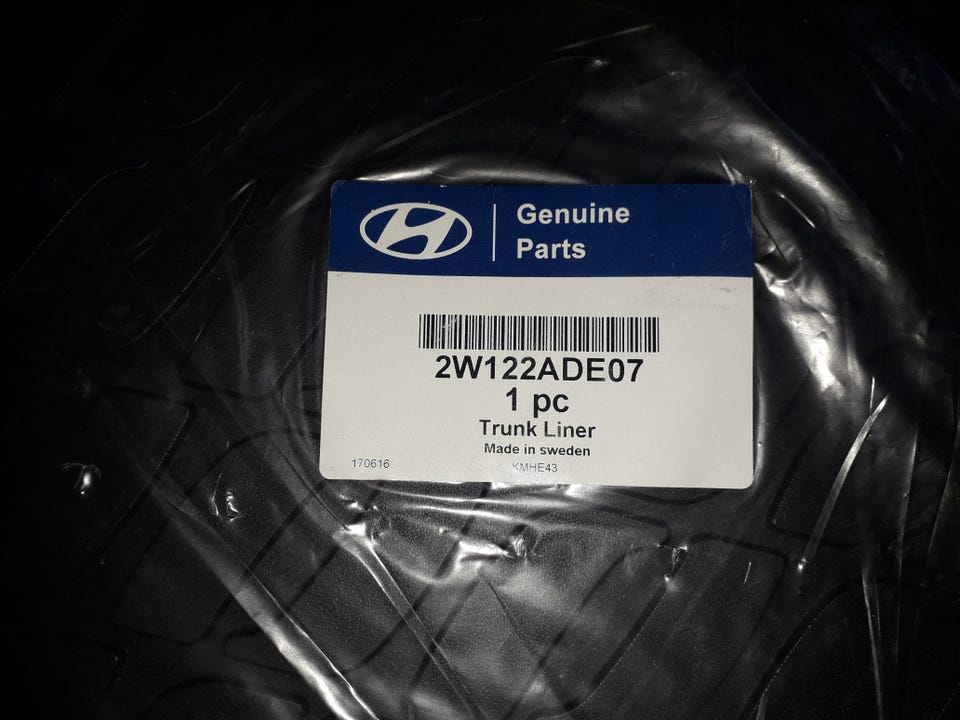 Genuine
Parts
2W122ADE07
1 pc
Trunk Liner
Made in sweden
170616
KMHE43